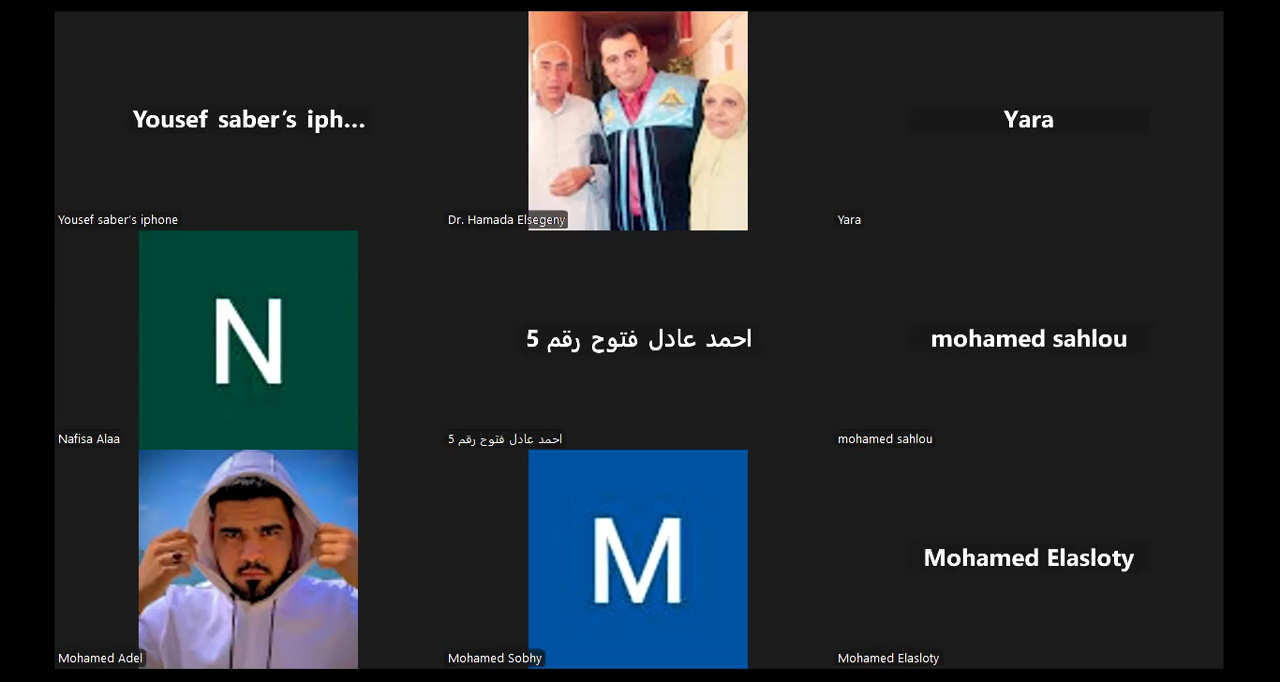 Yousef saber's iph...
Yousef saber's iphone
Dr. Hamada Elsegeny
Yara
Yara
N
Nafisa Alaa
احمد عادل فتوح رقم 5
احمد عادل فتوح رقم 5
mohamed sahlou
mohamed sahlou
Mohamed Adel
M
Mohamed Sobhy
Mohamed Elasloty
Mohamed Elasloty